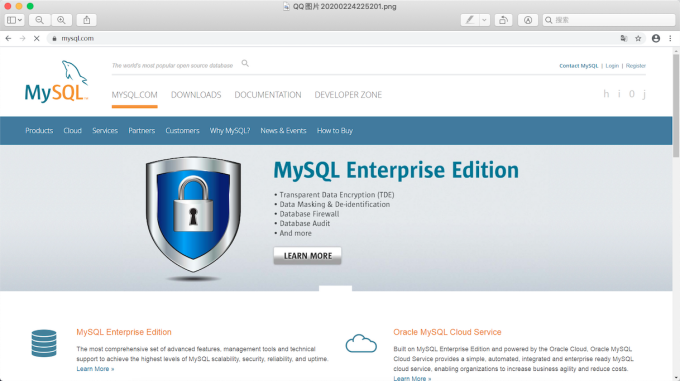 QQ图片20200224225201.png
搜索
mysql.com
MySQL
The world's most popular open source database
Contact MySQL | Login | Register
MYSQL.COM DOWNLOADS DOCUMENTATION DEVELOPER ZONE
Products Cloud Services Partners Customers Why MySQL? News & Events How to Buy
MySQL Enterprise Edition
• Transparent Data Encryption (TDE)
• Data Masking & De-identification
• Database Firewall
• Database Audit
• And more
LEARN MORE
MySQL Enterprise Edition
The most comprehensive set of advanced features, management tools and technical
support to achieve the highest levels of MySQL scalability, security, reliability, and uptime.
Learn More »
Oracle MySQL Cloud Service
Built on MySQL Enterprise Edition and powered by the Oracle Cloud, Oracle MySQL
Cloud Service provides a simple, automated, integrated and enterprise ready MySQL
cloud service, enabling organizations to increase business agility and reduce costs.
Learn More »